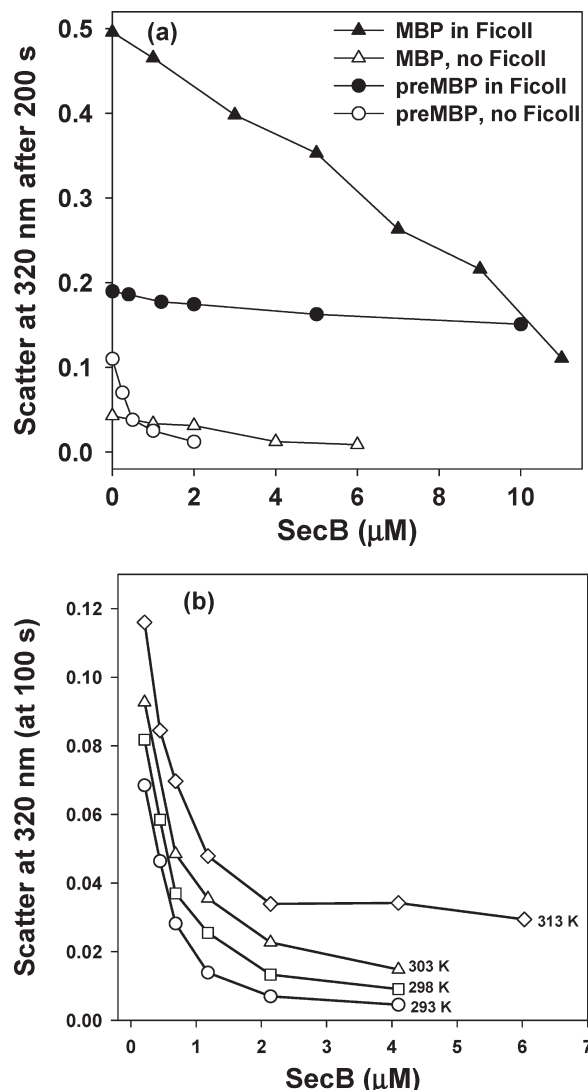 (a)
MBP in Ficoll
MBP, no Ficoll
preMBP in Ficoll
preMBP, no Ficoll
0.5
0.4
0.3
0.2
0.1
0.0
Scatter at 320 nm after 200 s
0 2 4 6 8 10
SecB (μM)
(b)
0.12
0.10
0.08
0.06
0.04
0.02
0.00
Scatter at 320 nm (at 100 s)
313 K
303 K
298 K
293 K
0 1 2 3 4 5 6 7
SecB (μM)